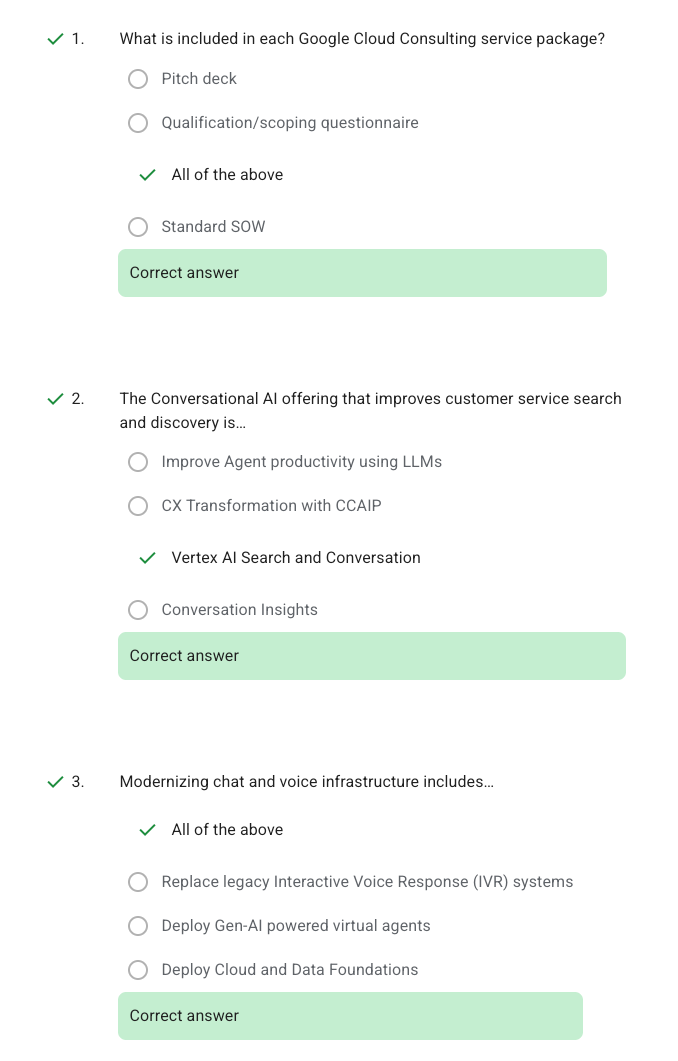 1. What is included in each Google Cloud Consulting service package?
Pitch deck
Qualification/scoping questionnaire
All of the above
Standard SOW
Correct answer
2. The Conversational AI offering that improves customer service search
and discovery is…
Improve Agent productivity using LLMs
CX Transformation with CCAIP
Vertex AI Search and Conversation
Conversation Insights
Correct answer
3. Modernizing chat and voice infrastructure includes…
All of the above
Replace legacy Interactive Voice Response (IVR) systems
Deploy Gen-AI powered virtual agents
Deploy Cloud and Data Foundations
Correct answer